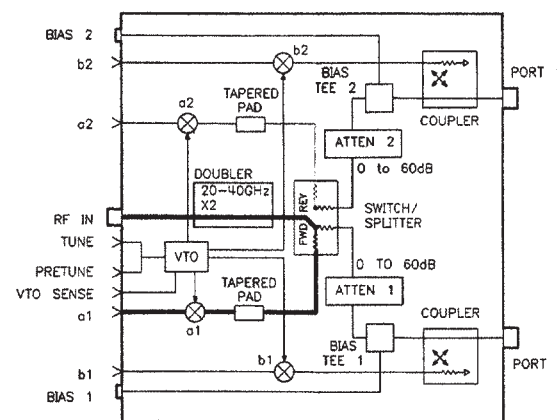 BIAS 2
b2
b2
PORT
BIAS
TEE 2
TAPERED
PAD
a2
a2
COUPLER
ATTEN 2
DOUBLER
20-40GHz
X2
0 to 60dB
REV
FWD
SWITCH/
SPLITTER
RF IN
TUNE
VTO
PRETUNE
VTO SENSE
0 TO 60dB
TAPERED
PAD
ATTEN 1
a1
a1
COUPLER
BIAS
TEE 1
b1
b1
PORT
BIAS 1